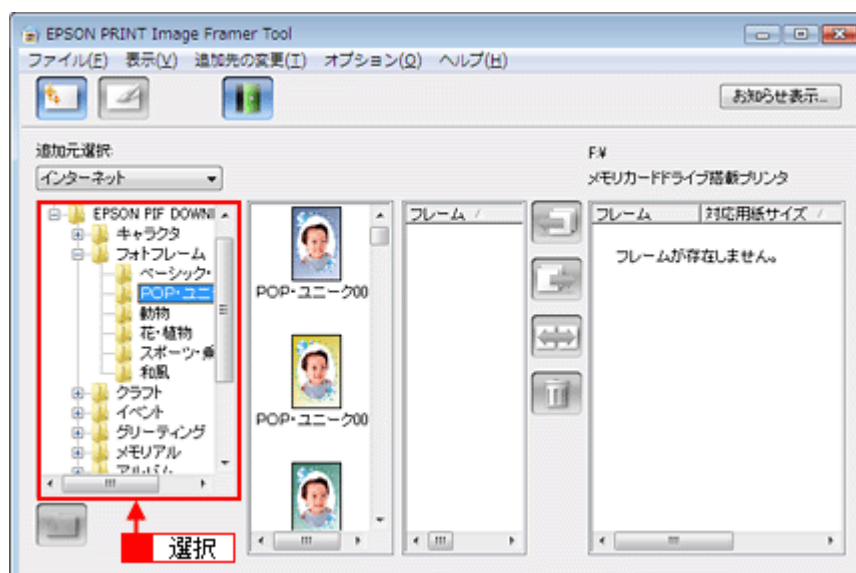 EPSON PRINT Image Framer Tool
ファイル(F) 表示(V) 追加先の変更(I) オプション(O) ヘルプ(H)
お知らせ表示...
追加元選択:
インターネット
F:¥
メモリカードドライブ搭載プリンタ
EPSON PIF DOWN
キャラクタ
フォトフレーム
ベーシック・
POP・ユニ
動物
花・植物
スポーツ・
和風
クラフト
イベント
グリーティング
メモリアル
アルバム
POP・ユニーク00
POP・ユニーク00
フレーム
フレーム 対応用紙サイズ
フレームが存在しません。
選択